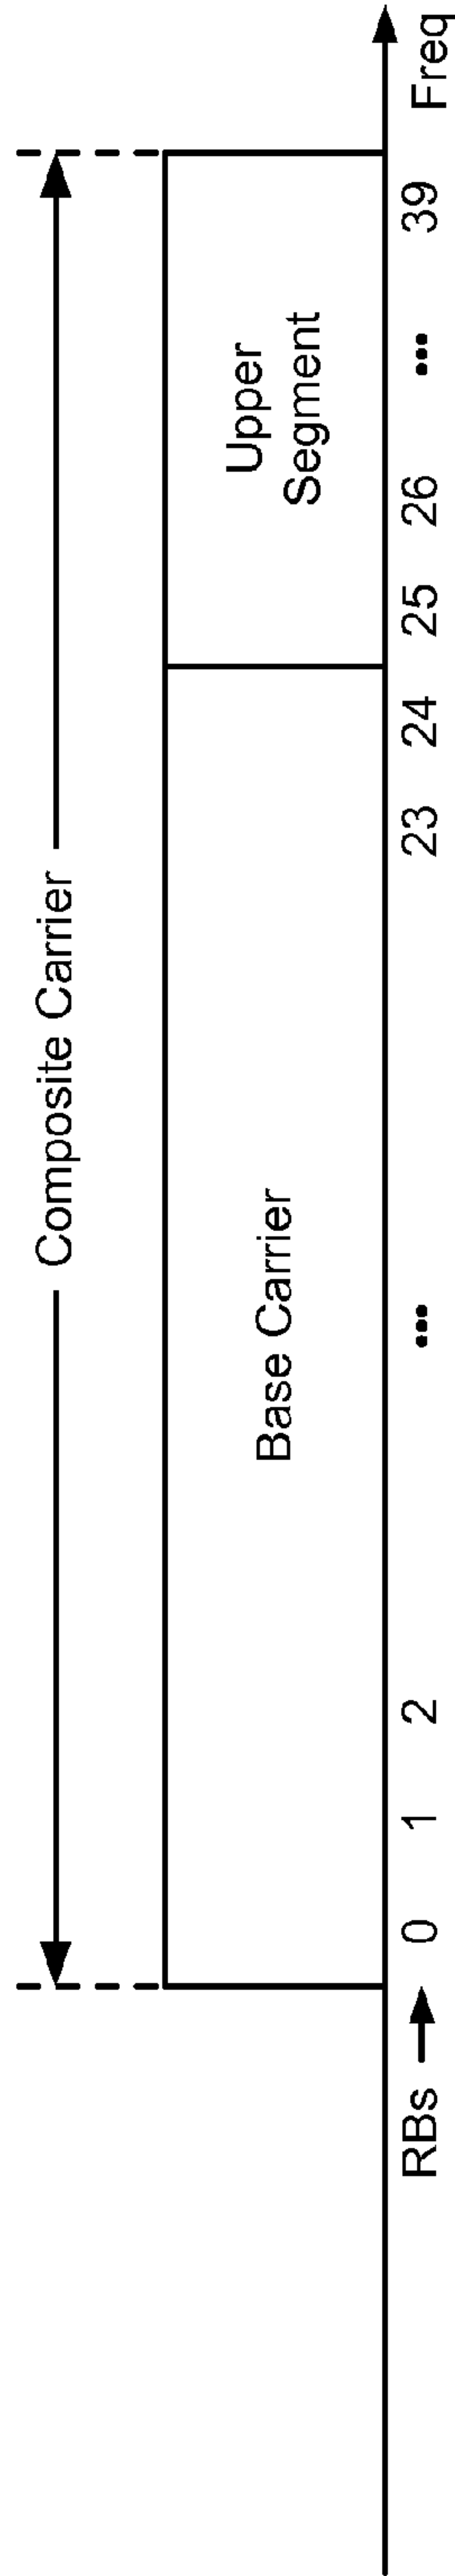 Composite Carrier
Base Carrier
Upper
Segment
RBs 0 1 2 ... 23 24 25 26 ... 39
Freq